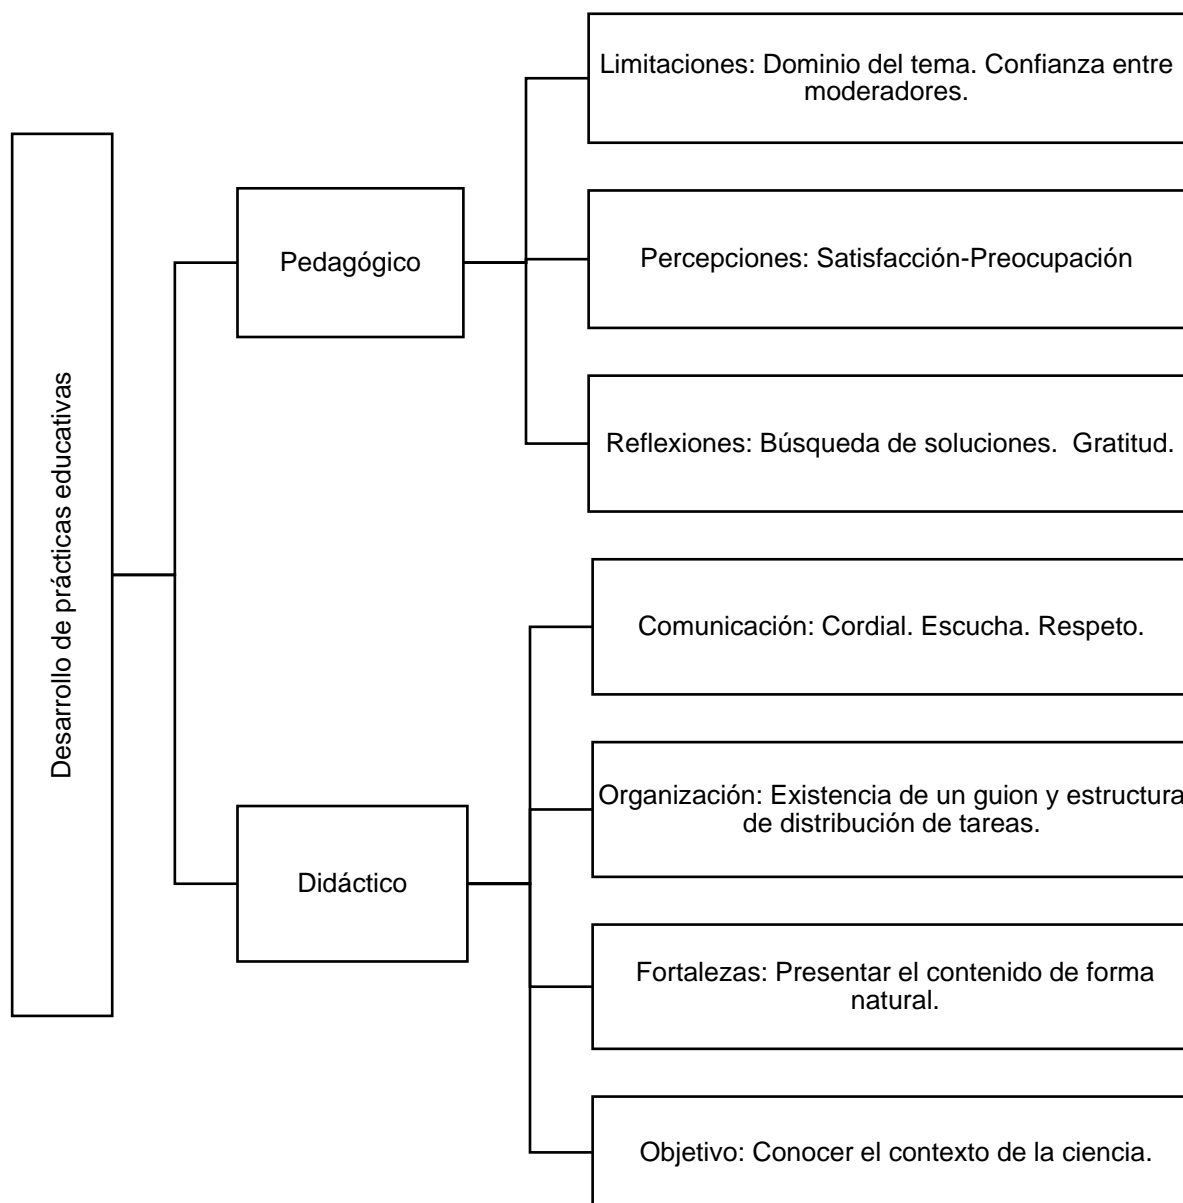 Desarrollo de prácticas educativas
Pedagógico
Limitaciones: Dominio del tema. Confianza entre
moderadores.
Percepciones: Satisfacción-Preocupación
Reflexiones: Búsqueda de soluciones.  Gratitud.
Didáctico
Comunicación: Cordial. Escucha. Respeto.
Organización: Existencia de un guion y estructura
de distribución de tareas.
Fortalezas: Presentar el contenido de forma
natural.
Objetivo: Conocer el contexto de la ciencia.